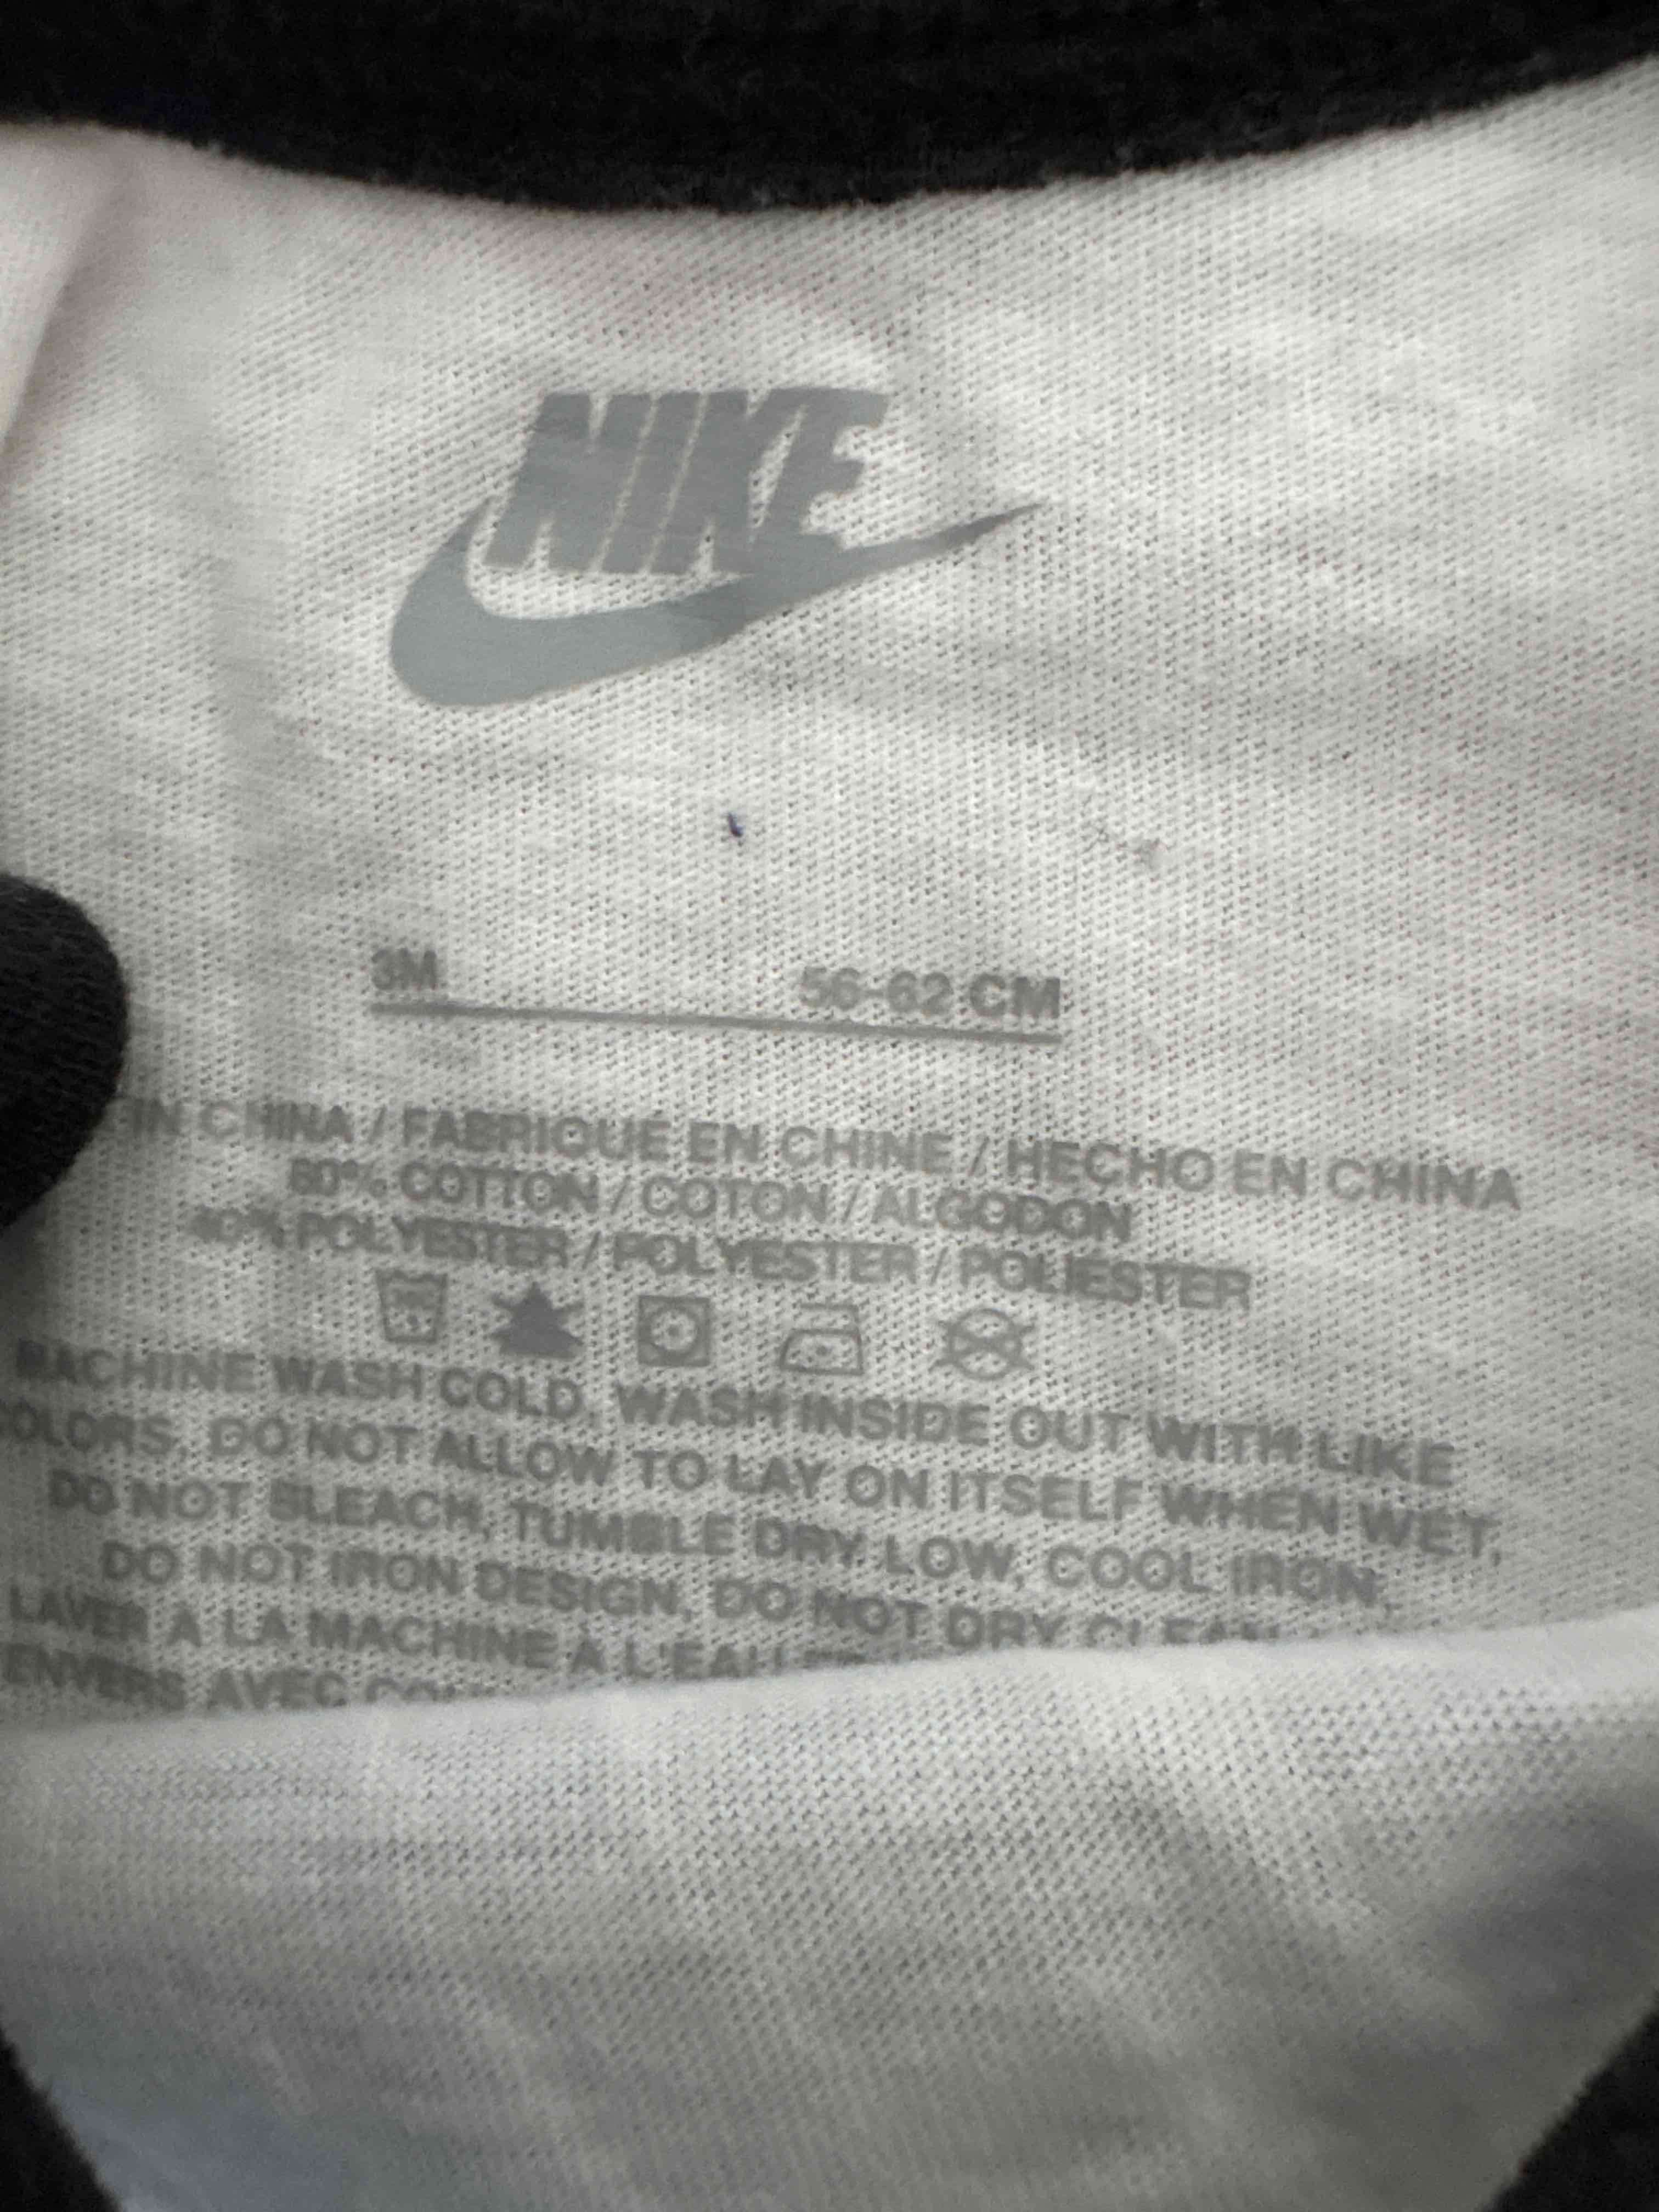 NIKE
3M 56-62 CM
IN CHINA / FABRIQUE EN CHINE / HECHO EN CHINA
60% COTTON / COTON / ALGODON
40% POLYESTER / POLYESTER / POLIESTER
MACHINE WASH COLD, WASH INSIDE OUT WITH LIKE
COLORS, DO NOT ALLOW TO LAY ON ITSELF WHEN WET,
DO NOT BLEACH, TUMBLE DRY LOW, COOL IRON,
DO NOT IRON DESIGN, DO NOT DRY CLEAN
LAVER A LA MACHINE À L'EAU
ENVERS AVEC